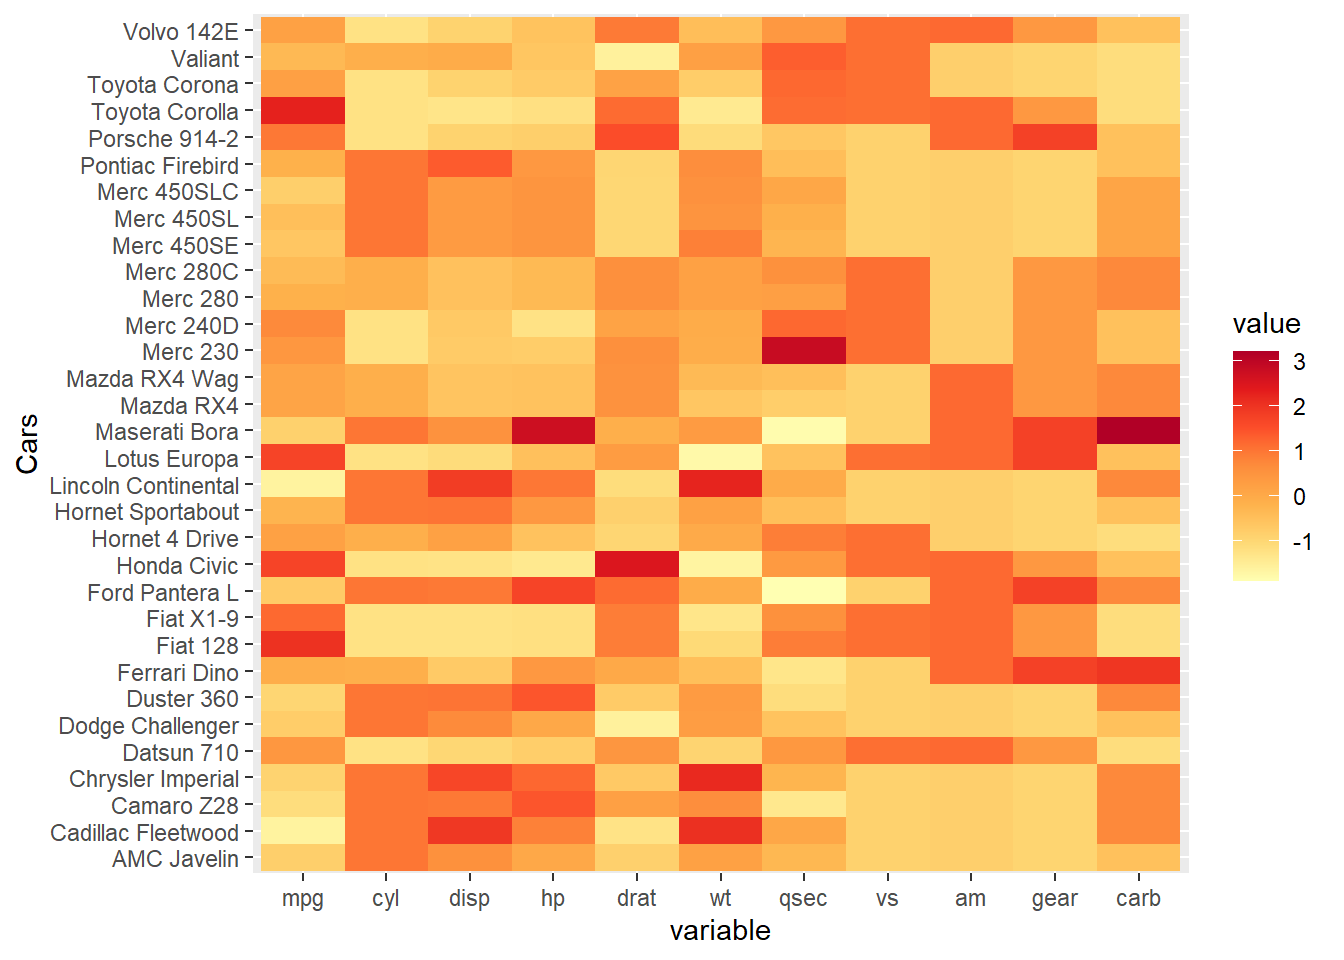 Volvo 142E
Valiant
Toyota Corona
Toyota Corolla
Porsche 914-2
Pontiac Firebird
Merc 450SLC
Merc 450SL
Merc 450SE
Merc 280C
Merc 280
Merc 240D
Merc 230
Mazda RX4 Wag
Mazda RX4
Maserati Bora
Lotus Europa
Lincoln Continental
Hornet Sportabout
Hornet 4 Drive
Honda Civic
Ford Pantera L
Fiat X1-9
Fiat 128
Ferrari Dino
Duster 360
Dodge Challenger
Datsun 710
Chrysler Imperial
Camaro Z28
Cadillac Fleetwood
AMC Javelin
Cars
mpg cyl disp hp drat wt qsec vs am gear carb
variable
value
3
2
1
0
-1